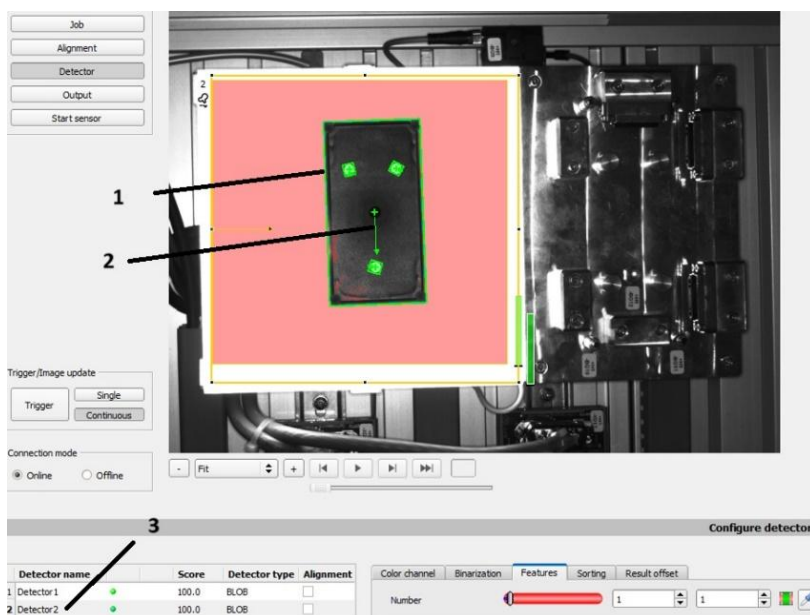 Job
Alignment
Detector
Output
Start sensor
2
1
2
Trigger/Image update
Trigger
Single
Continuous
Connection mode
Online
Offline
-
Fit
+
3
Configure detector
Detector name
Score
Detector type
Alignment
1 Detector1 100.0 BLOB
2 Detector2 100.0 BLOB
Color channel
Binarization
Features
Sorting
Result offset
Number
1
1